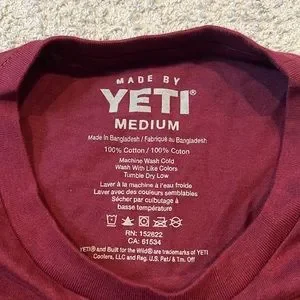 MADE BY
YETI®
MEDIUM
Made in Bangladesh / Fabriqué au Bangladesh
100% Cotton / 100% Coton
Machine Wash Cold
Wash With Like Colors
Tumble Dry Low
Laver à la machine à l'eau froide
Laver avec des couleurs semblables
Sécher par culbutage à
basse température
RN: 152622
CA: 61534
YETI® and Built for the Wild® are trademarks of YETI
Coolers, LLC and Reg. U.S. Pat/ & Tm. Off